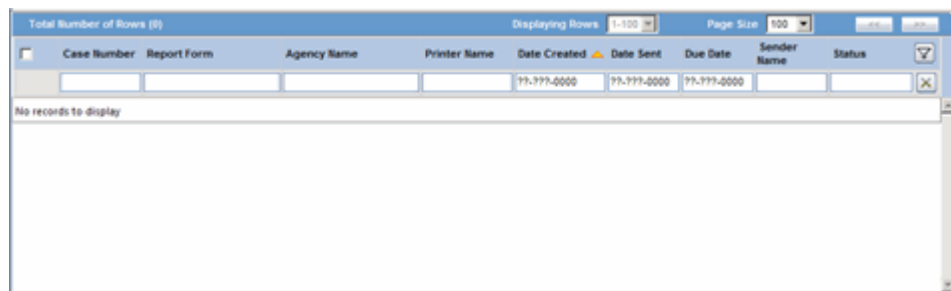 Total Number of Rows (0) Displaying Rows 1-100 Page Size 100 << >>
Case Number Report Form Agency Name Printer Name Date Created Date Sent Due Date Sender Name Status
??-???-0000 ??-???-0000 ??-???-0000
No records to display